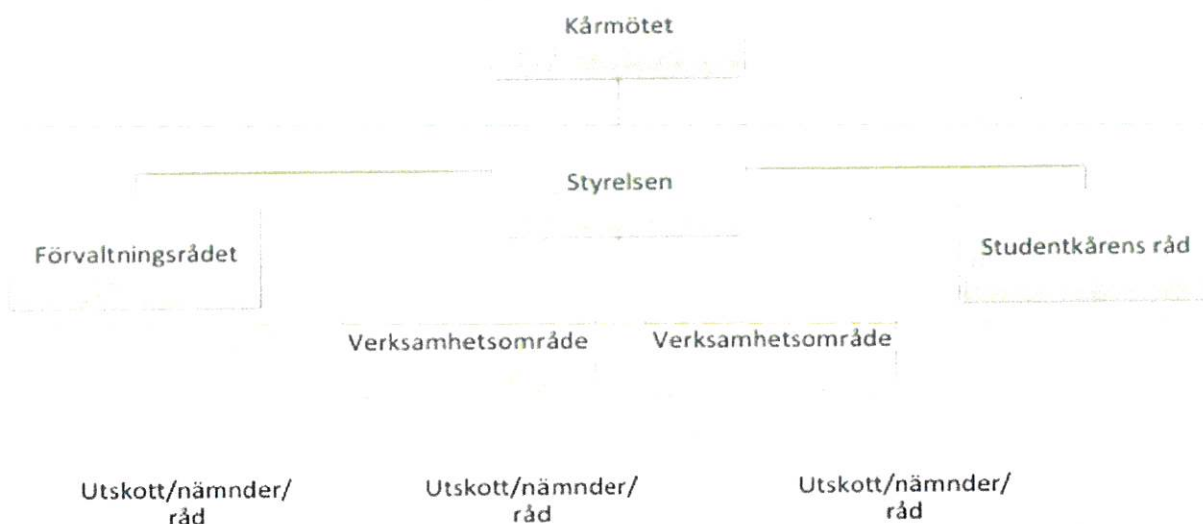 Kårmötet
Styrelsen
Förvaltningsrådet
Studentkårens råd
Verksamhetsområde
Verksamhetsområde
Utskott/nämnder/
råd
Utskott/nämnder/
råd
Utskott/nämnder/
råd